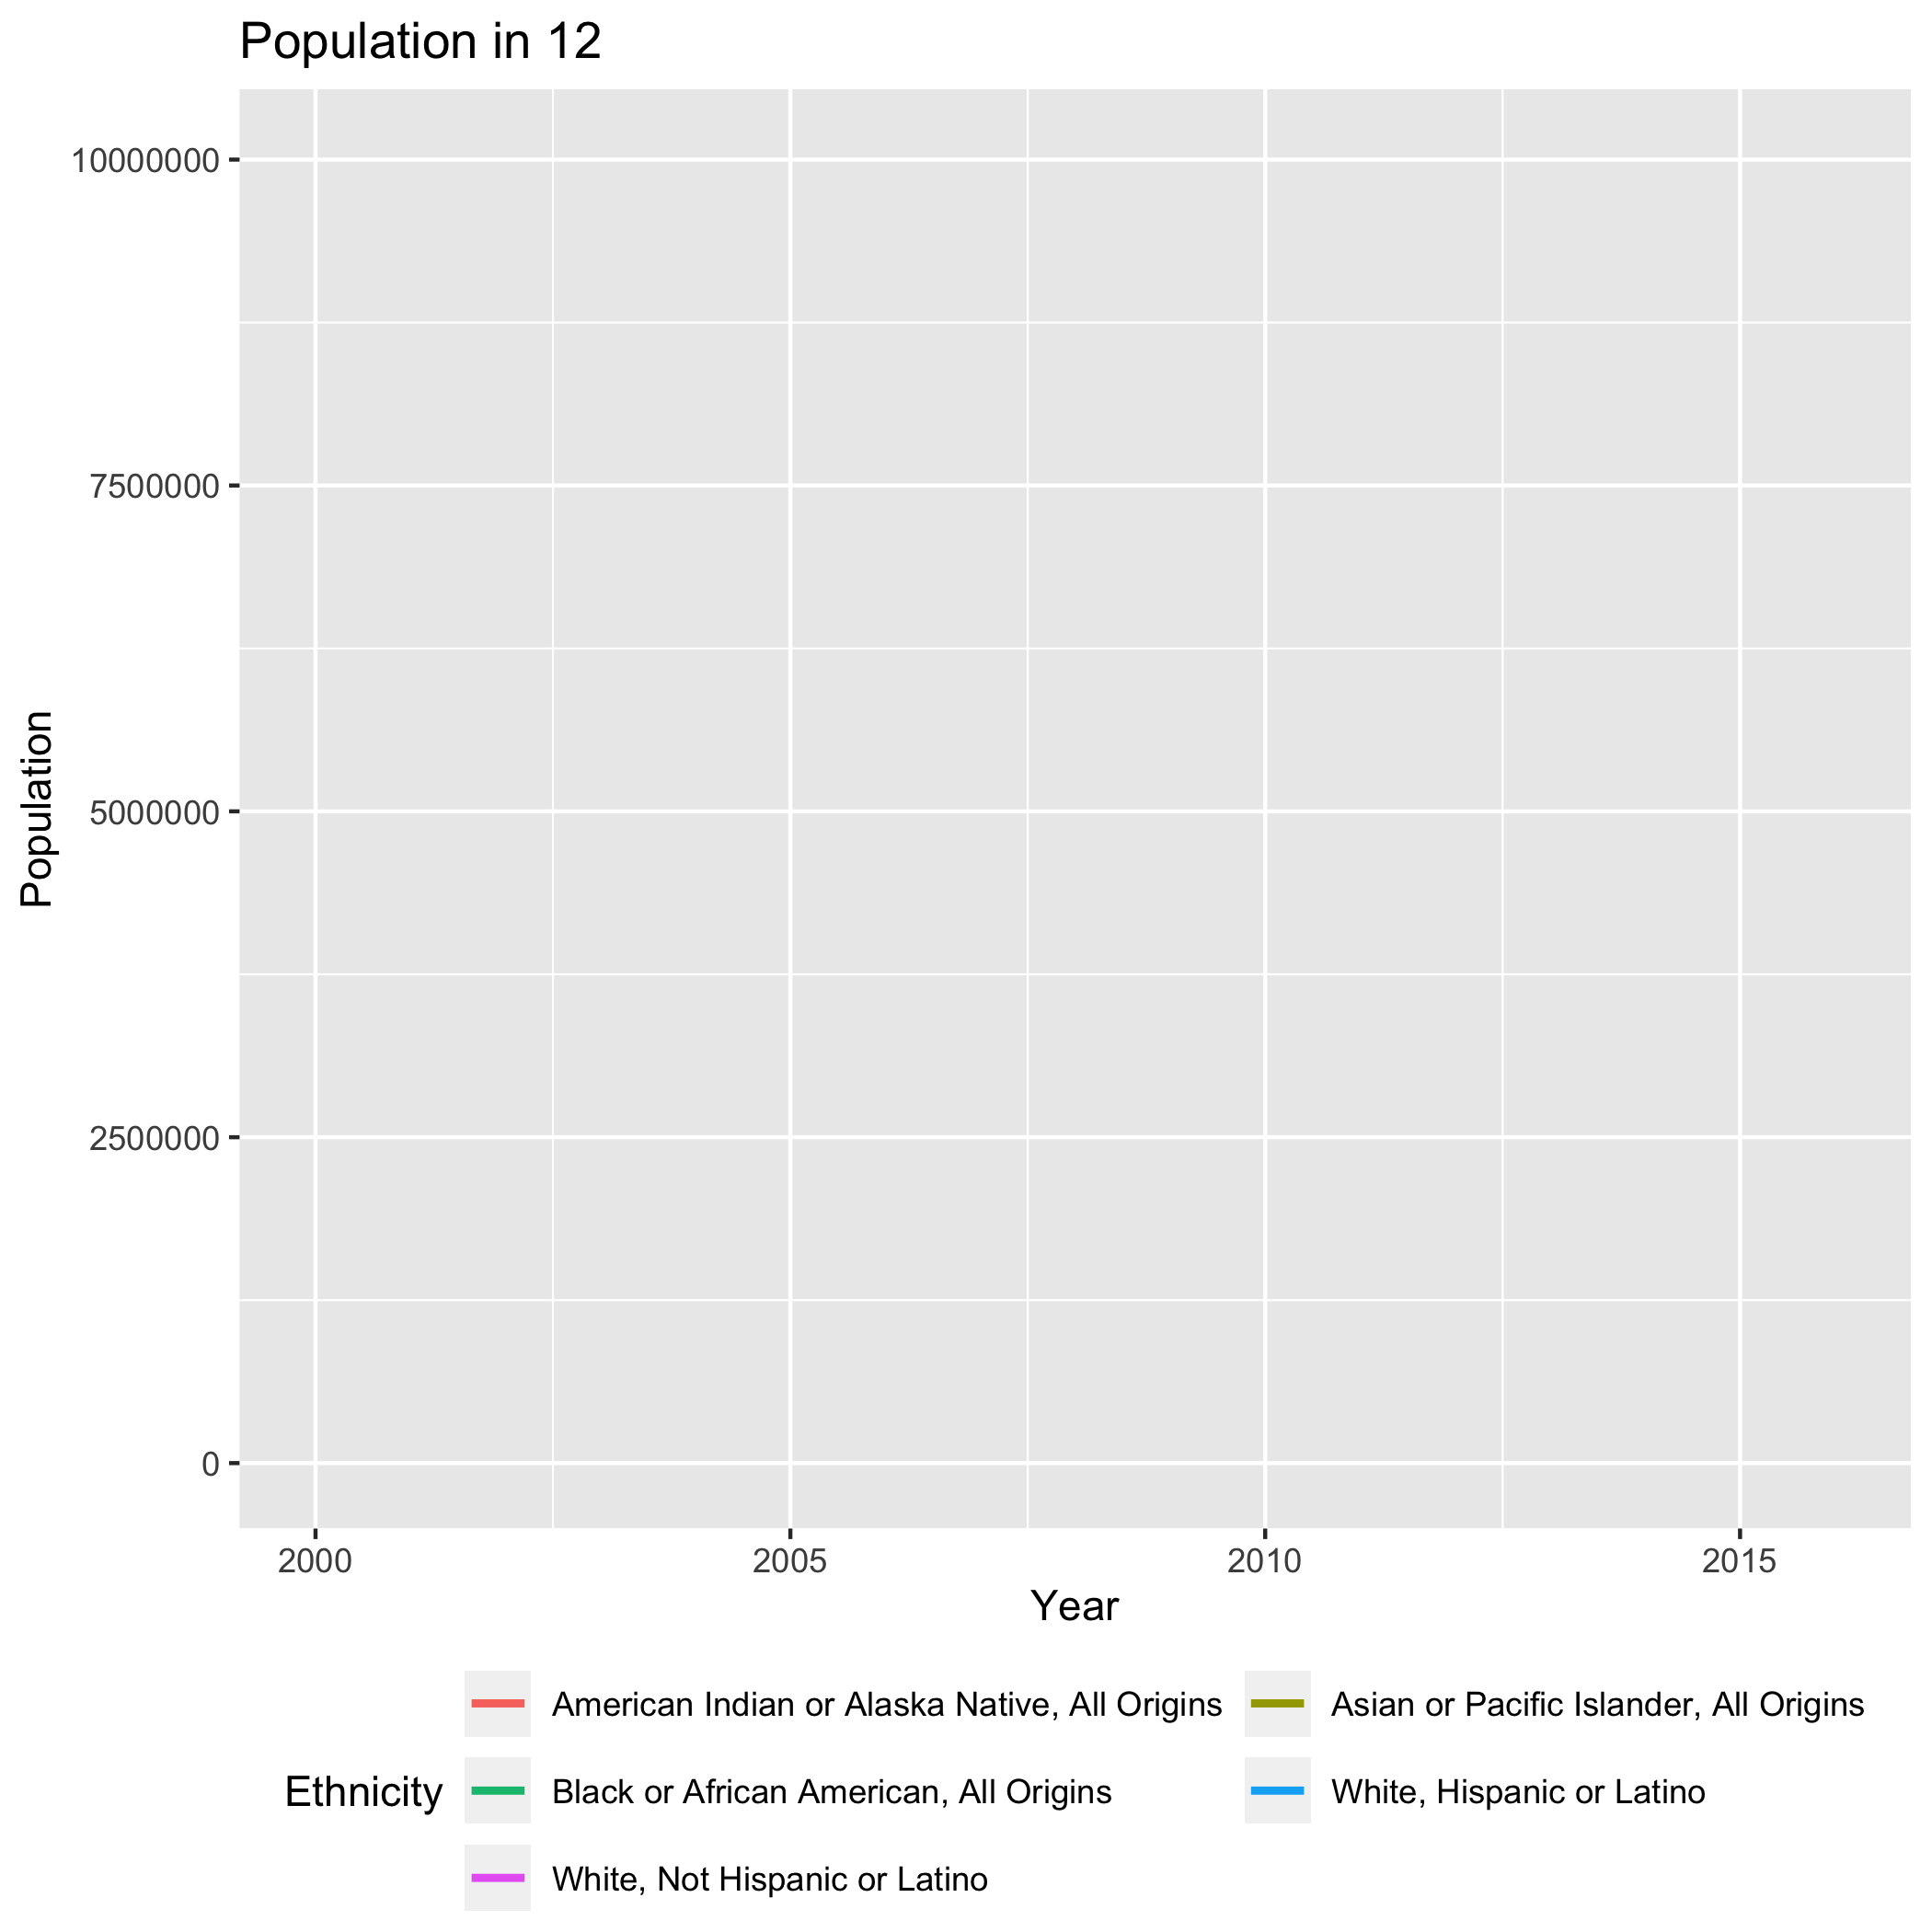 Population in 12
10000000
7500000
5000000
2500000
0
Population
2000 2005 2010 2015
Year
Ethnicity
American Indian or Alaska Native, All Origins
Asian or Pacific Islander, All Origins
Black or African American, All Origins
White, Hispanic or Latino
White, Not Hispanic or Latino